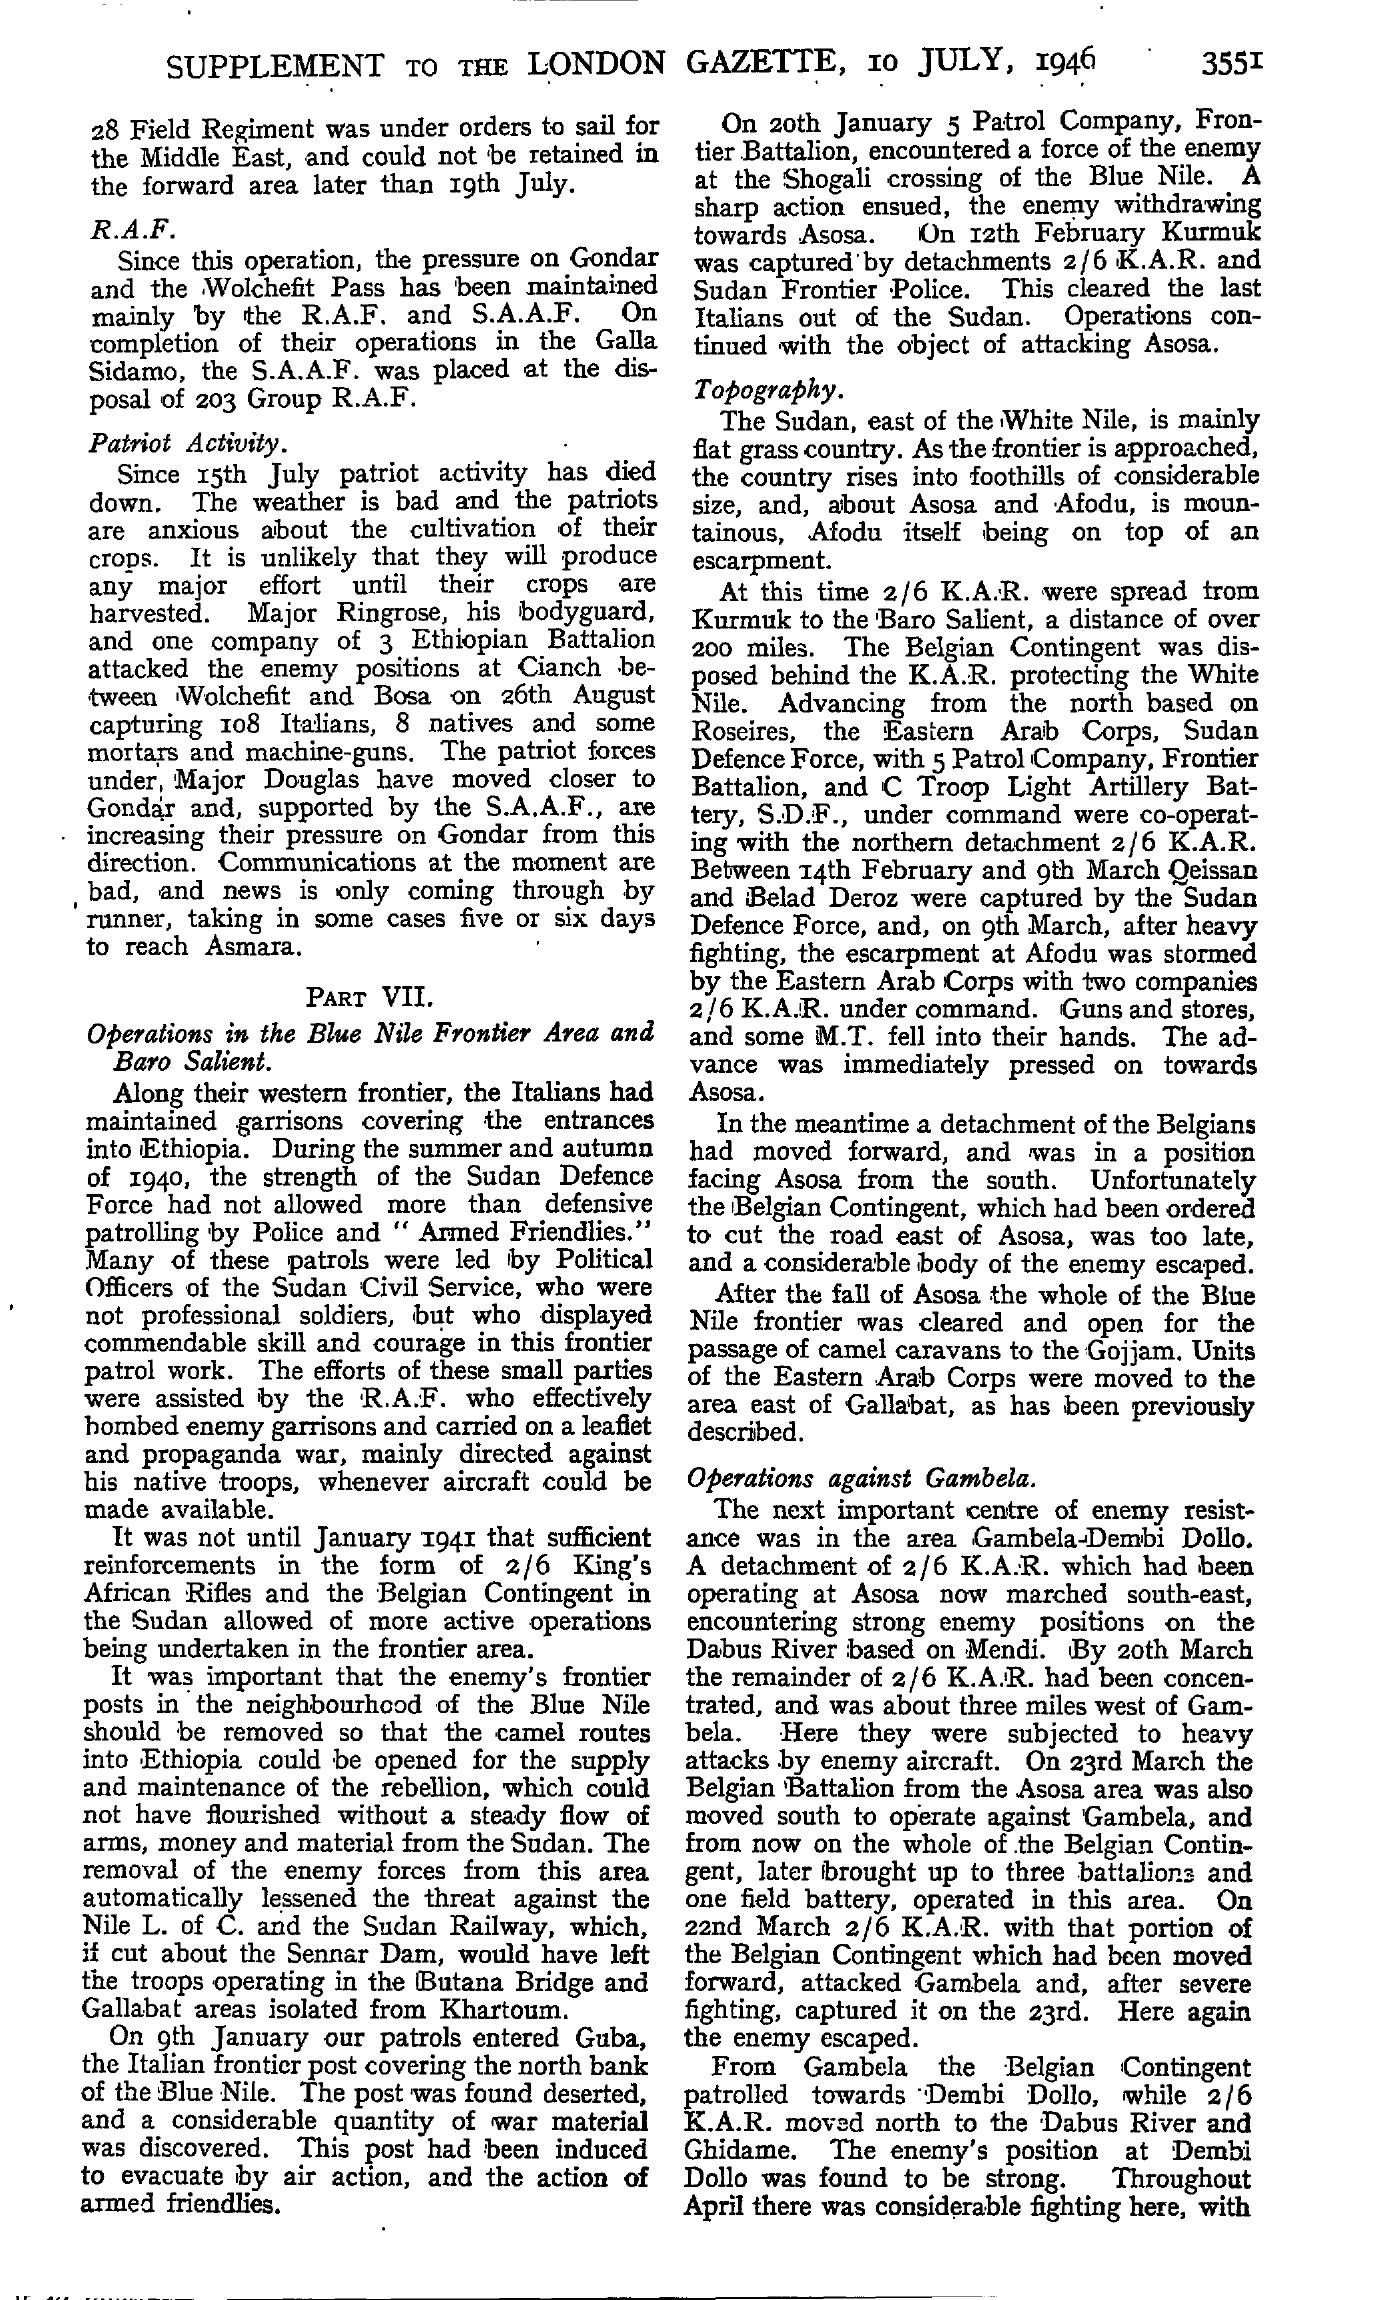 SUPPLEMENT TO THE LONDON GAZETTE, 10 JULY, 1946 3551
28 Field Regiment was under orders to sail for
the Middle East, and could not be retained in
the forward area later than 19th July.
R.A.F.
Since this operation, the pressure on Gondar
and the Wolchefit Pass has been maintained
mainly by the R.A.F. and S.A.A.F. On
completion of their operations in the Galla
Sidamo, the S.A.A.F. was placed at the dis-
posal of 203 Group R.A.F.
Patriot Activity.
Since 15th July patriot activity has died
down. The weather is bad and the patriots
are anxious about the cultivation of their
crops. It is unlikely that they will produce
any major effort until their crops are
harvested. Major Ringrose, his bodyguard,
and one company of 3 Ethiopian Battalion
attacked the enemy positions at Cianch be-
tween Wolchefit and Bosa on 26th August
capturing 108 Italians, 8 natives and some
mortars and machine-guns. The patriot forces
under Major Douglas have moved closer to
Gondar and, supported by the S.A.A.F., are
increasing their pressure on Gondar from this
direction. Communications at the moment are
bad, and news is only coming through by
runner, taking in some cases five or six days
to reach Asmara.
PART VII.
Operations in the Blue Nile Frontier Area and
Baro Salient.
Along their western frontier, the Italians had
maintained garrisons covering the entrances
into Ethiopia. During the summer and autumn
of 1940, the strength of the Sudan Defence
Force had not allowed more than defensive
patrolling by Police and " Armed Friendlies."
Many of these patrols were led by Political
Officers of the Sudan Civil Service, who were
not professional soldiers, but who displayed
commendable skill and courage in this frontier
patrol work. The efforts of these small parties
were assisted by the R.A.F. who effectively
bombed enemy garrisons and carried on a leaflet
and propaganda war, mainly directed against
his native troops, whenever aircraft could be
made available.
It was not until January 1941 that sufficient
reinforcements in the form of 2/6 King's
African Rifles and the Belgian Contingent in
the Sudan allowed of more active operations
being undertaken in the frontier area.
It was important that the enemy's frontier
posts in the neighbourhood of the Blue Nile
should be removed so that the camel routes
into Ethiopia could be opened for the supply
and maintenance of the rebellion, which could
not have flourished without a steady flow of
arms, money and material from the Sudan. The
removal of the enemy forces from this area
automatically lessened the threat against the
Nile L. of C. and the Sudan Railway, which,
if cut about the Sennar Dam, would have left
the troops operating in the Butana Bridge and
Gallabat areas isolated from Khartoum.
On 9th January our patrols entered Guba,
the Italian frontier post covering the north bank
of the Blue Nile. The post was found deserted,
and a considerable quantity of war material
was discovered. This post had been induced
to evacuate by air action, and the action of
armed friendlies.
On 20th January 5 Patrol Company, Fron-
tier Battalion, encountered a force of the enemy
at the Shogali crossing of the Blue Nile. A
sharp action ensued, the enemy withdrawing
towards Asosa. On 12th February Kurmuk
was captured by detachments 2/6 K.A.R. and
Sudan Frontier Police. This cleared the last
Italians out of the Sudan. Operations con-
tinued with the object of attacking Asosa.
Topography.
The Sudan, east of the White Nile, is mainly
flat grass country. As the frontier is approached,
the country rises into foothills of considerable
size, and, about Asosa and Afodu, is moun-
tainous, Afodu itself being on top of an
escarpment.
At this time 2/6 K.A.R. were spread from
Kurmuk to the Baro Salient, a distance of over
200 miles. The Belgian Contingent was dis-
posed behind the K.A.R. protecting the White
Nile. Advancing from the north based on
Roseires, the Eastern Arab Corps, Sudan
Defence Force, with 5 Patrol Company, Frontier
Battalion, and C Troop Light Artillery Bat-
tery, S.D.F., under command were co-operat-
ing with the northern detachment 2/6 K.A.R.
Between 14th February and 9th March Qeissan
and Belad Deroz were captured by the Sudan
Defence Force, and, on 9th March, after heavy
fighting, the escarpment at Afodu was stormed
by the Eastern Arab Corps with two companies
2/6 K.A.R. under command. Guns and stores,
and some M.T. fell into their hands. The ad-
vance was immediately pressed on towards
Asosa.
In the meantime a detachment of the Belgians
had moved forward, and was in a position
facing Asosa from the south. Unfortunately
the Belgian Contingent, which had been ordered
to cut the road east of Asosa, was too late,
and a considerable body of the enemy escaped.
After the fall of Asosa the whole of the Blue
Nile frontier was cleared and open for the
passage of camel caravans to the Gojjam. Units
of the Eastern Arab Corps were moved to the
area east of Gallabat, as has been previously
described.
Operations against Gambela.
The next important centre of enemy resist-
ance was in the area Gambela-Dembi Dollo.
A detachment of 2/6 K.A.R. which had been
operating at Asosa now marched south-east,
encountering strong enemy positions on the
Dabus River based on Mendi. By 20th March
the remainder of 2/6 K.A.R. had been concen-
trated, and was about three miles west of Gam-
bela. Here they were subjected to heavy
attacks by enemy aircraft. On 23rd March the
Belgian Battalion from the Asosa area was also
moved south to operate against Gambela, and
from now on the whole of the Belgian Contin-
gent, later brought up to three battalions and
one field battery, operated in this area. On
22nd March 2/6 K.A.R. with that portion of
the Belgian Contingent which had been moved
forward, attacked Gambela and, after severe
fighting, captured it on the 23rd. Here again
the enemy escaped.
From Gambela the Belgian Contingent
patrolled towards Dembi Dollo, while 2/6
K.A.R. moved north to the Dabus River and
Ghidame. The enemy's position at Dembi
Dollo was found to be strong. Throughout
April there was considerable fighting here, with